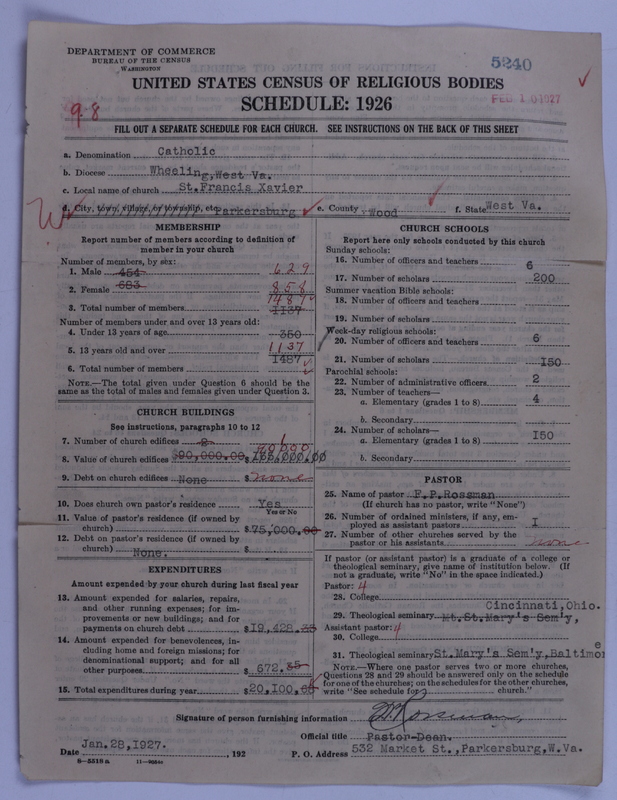 DEPARTMENT OF COMMERCE
BUREAU OF THE CENSUS
WASHINGTON
5240
UNITED STATES CENSUS OF RELIGIOUS BODIES
SCHEDULE: 1926
FEB 10 1927
9-8
FILL OUT A SEPARATE SCHEDULE FOR EACH CHURCH. SEE INSTRUCTIONS ON THE BACK OF THIS SHEET
a. Denomination Catholic
b. Diocese Wheeling, West Va.
c. Local name of church St. Francis Xavier
d. City, town, village, or township, etc. Parkersburg e. County Wood f. State West Va.
MEMBERSHIP
Report number of members according to definition of
member in your church
Number of members, by sex:
1. Male 454 629
2. Female 683 858
1487
3. Total number of members 1137
Number of members under and over 13 years old:
4. Under 13 years of age 350
5. 13 years old and over 1137
1487
6. Total number of members
NOTE.—The total given under Question 6 should be the
same as the total of males and females given under Question 3.
CHURCH BUILDINGS
See instructions, paragraphs 10 to 12
7. Number of church edifices 2 1
8. Value of church edifices $90,000.00 $165,000.00
9. Debt on church edifices None $ none
10. Does church own pastor's residence Yes
Yes or No
11. Value of pastor's residence (if owned by
church) $75,000.00
12. Debt on pastor's residence (if owned by
church) None. $
EXPENDITURES
Amount expended by your church during last fiscal year
13. Amount expended for salaries, repairs,
and other running expenses; for im-
provements or new buildings; and for
payments on church debt $19,428.
14. Amount expended for benevolences, in-
cluding home and foreign missions; for
denominational support; and for all
other purposes $672.
15. Total expenditures during year $20,100.
CHURCH SCHOOLS
Report here only schools conducted by this church
Sunday schools:
16. Number of officers and teachers 6
17. Number of scholars 200
Summer vacation Bible schools:
18. Number of officers and teachers
19. Number of scholars
Week-day religious schools:
20. Number of officers and teachers 6
21. Number of scholars 150
Parochial schools:
22. Number of administrative officers 2
23. Number of teachers—
a. Elementary (grades 1 to 8) 4
b. Secondary
24. Number of scholars—
a. Elementary (grades 1 to 8) 150
b. Secondary
PASTOR
25. Name of pastor F.P.Rossman
(If church has no pastor, write "None")
26. Number of ordained ministers, if any, em-
ployed as assistant pastors I
27. Number of other churches served by the
pastor or his assistants none
If pastor (or assistant pastor) is a graduate of a college or
theological seminary, give name of institution below. (If
not a graduate, write "No" in the space indicated.)
Pastor: 4
28. College
Cincinnati, Ohio.
29. Theological seminary Mt. St. Mary's Sem'y,
Assistant pastor: 4
30. College
31. Theological seminary St. Mary's Sem'y, Baltimore
NOTE.—Where one pastor serves two or more churches,
Questions 28 and 29 should be answered only on the schedule
for one of the churches; on the schedules for the other churches,
write "See schedule for church."
Signature of person furnishing information F.P. Rossman
Official title Pastor-Dean.
Date Jan. 28, 1927. , 192 P. O. Address 532 Market St., Parkersburg, W. Va.
8-5518a 11-9034a